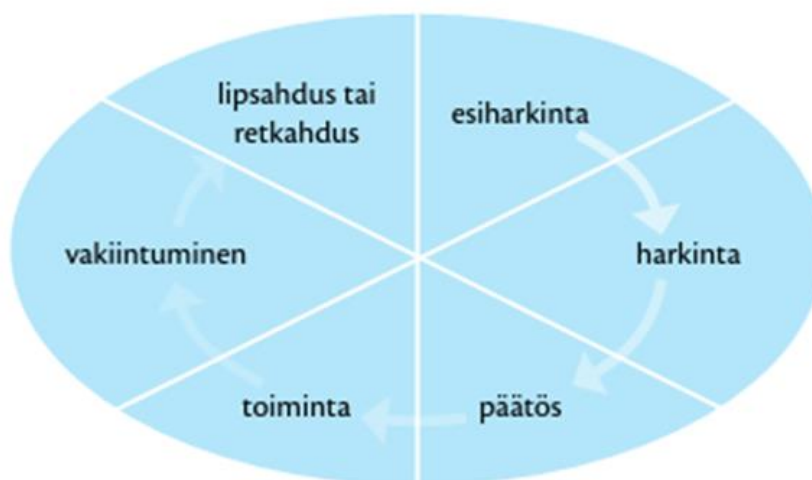 lipsahdus tai
retkahdus
esiharkinta
harkinta
päätös
toiminta
vakiintuminen